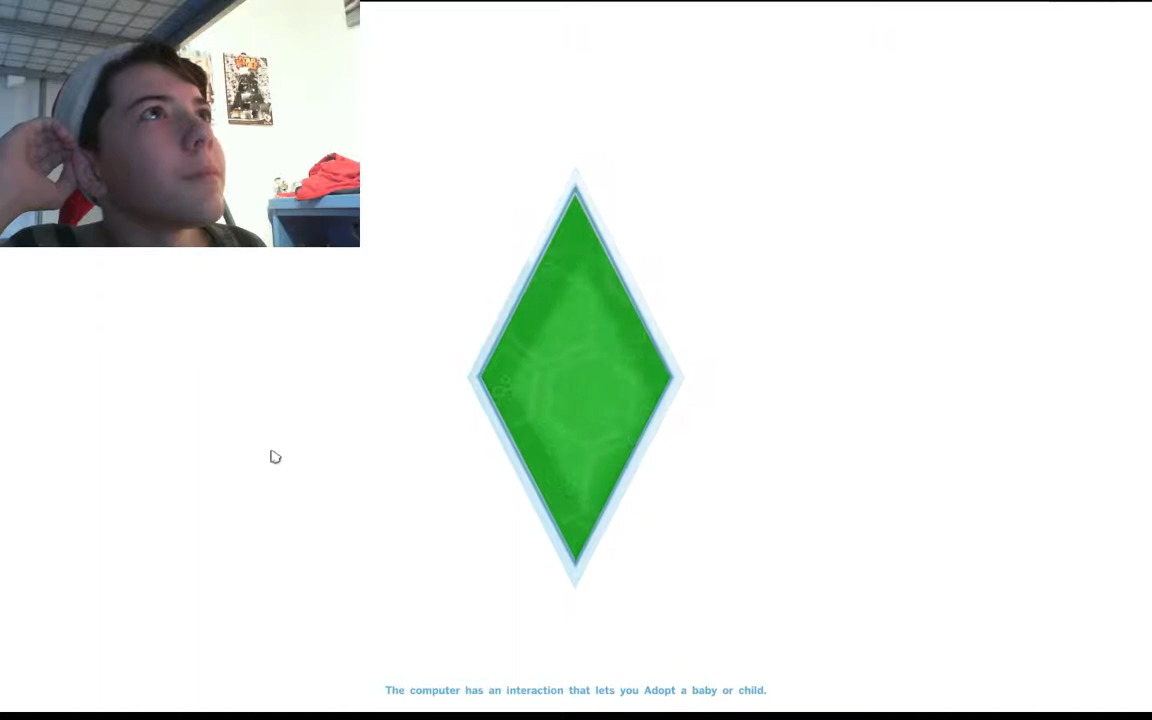 The computer has an interaction that lets you Adopt a baby or child.